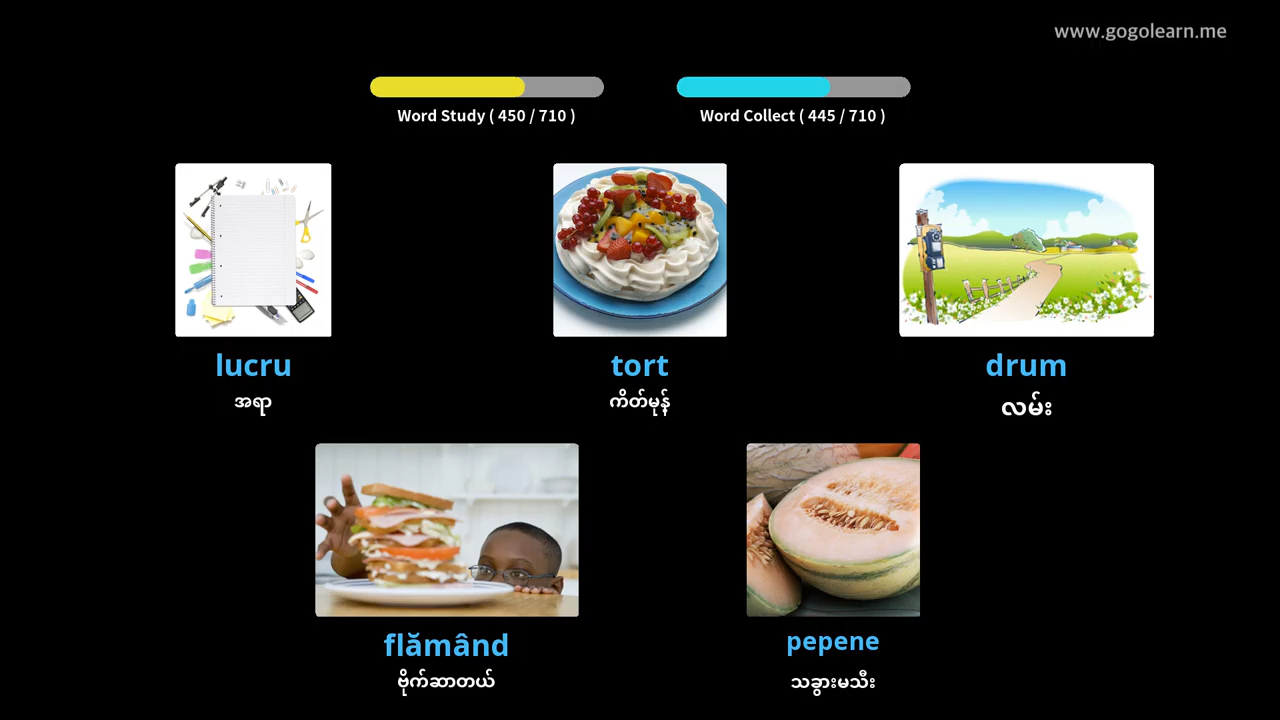 www.gogolearn.me
Word Study ( 450 / 710 )
Word Collect ( 445 / 710 )
lucru
အရာ
tort
ကိတ်မုန့်
drum
လမ်း
flămând
ဗိုက်ဆာတယ်
pepene
သခွားမသီး